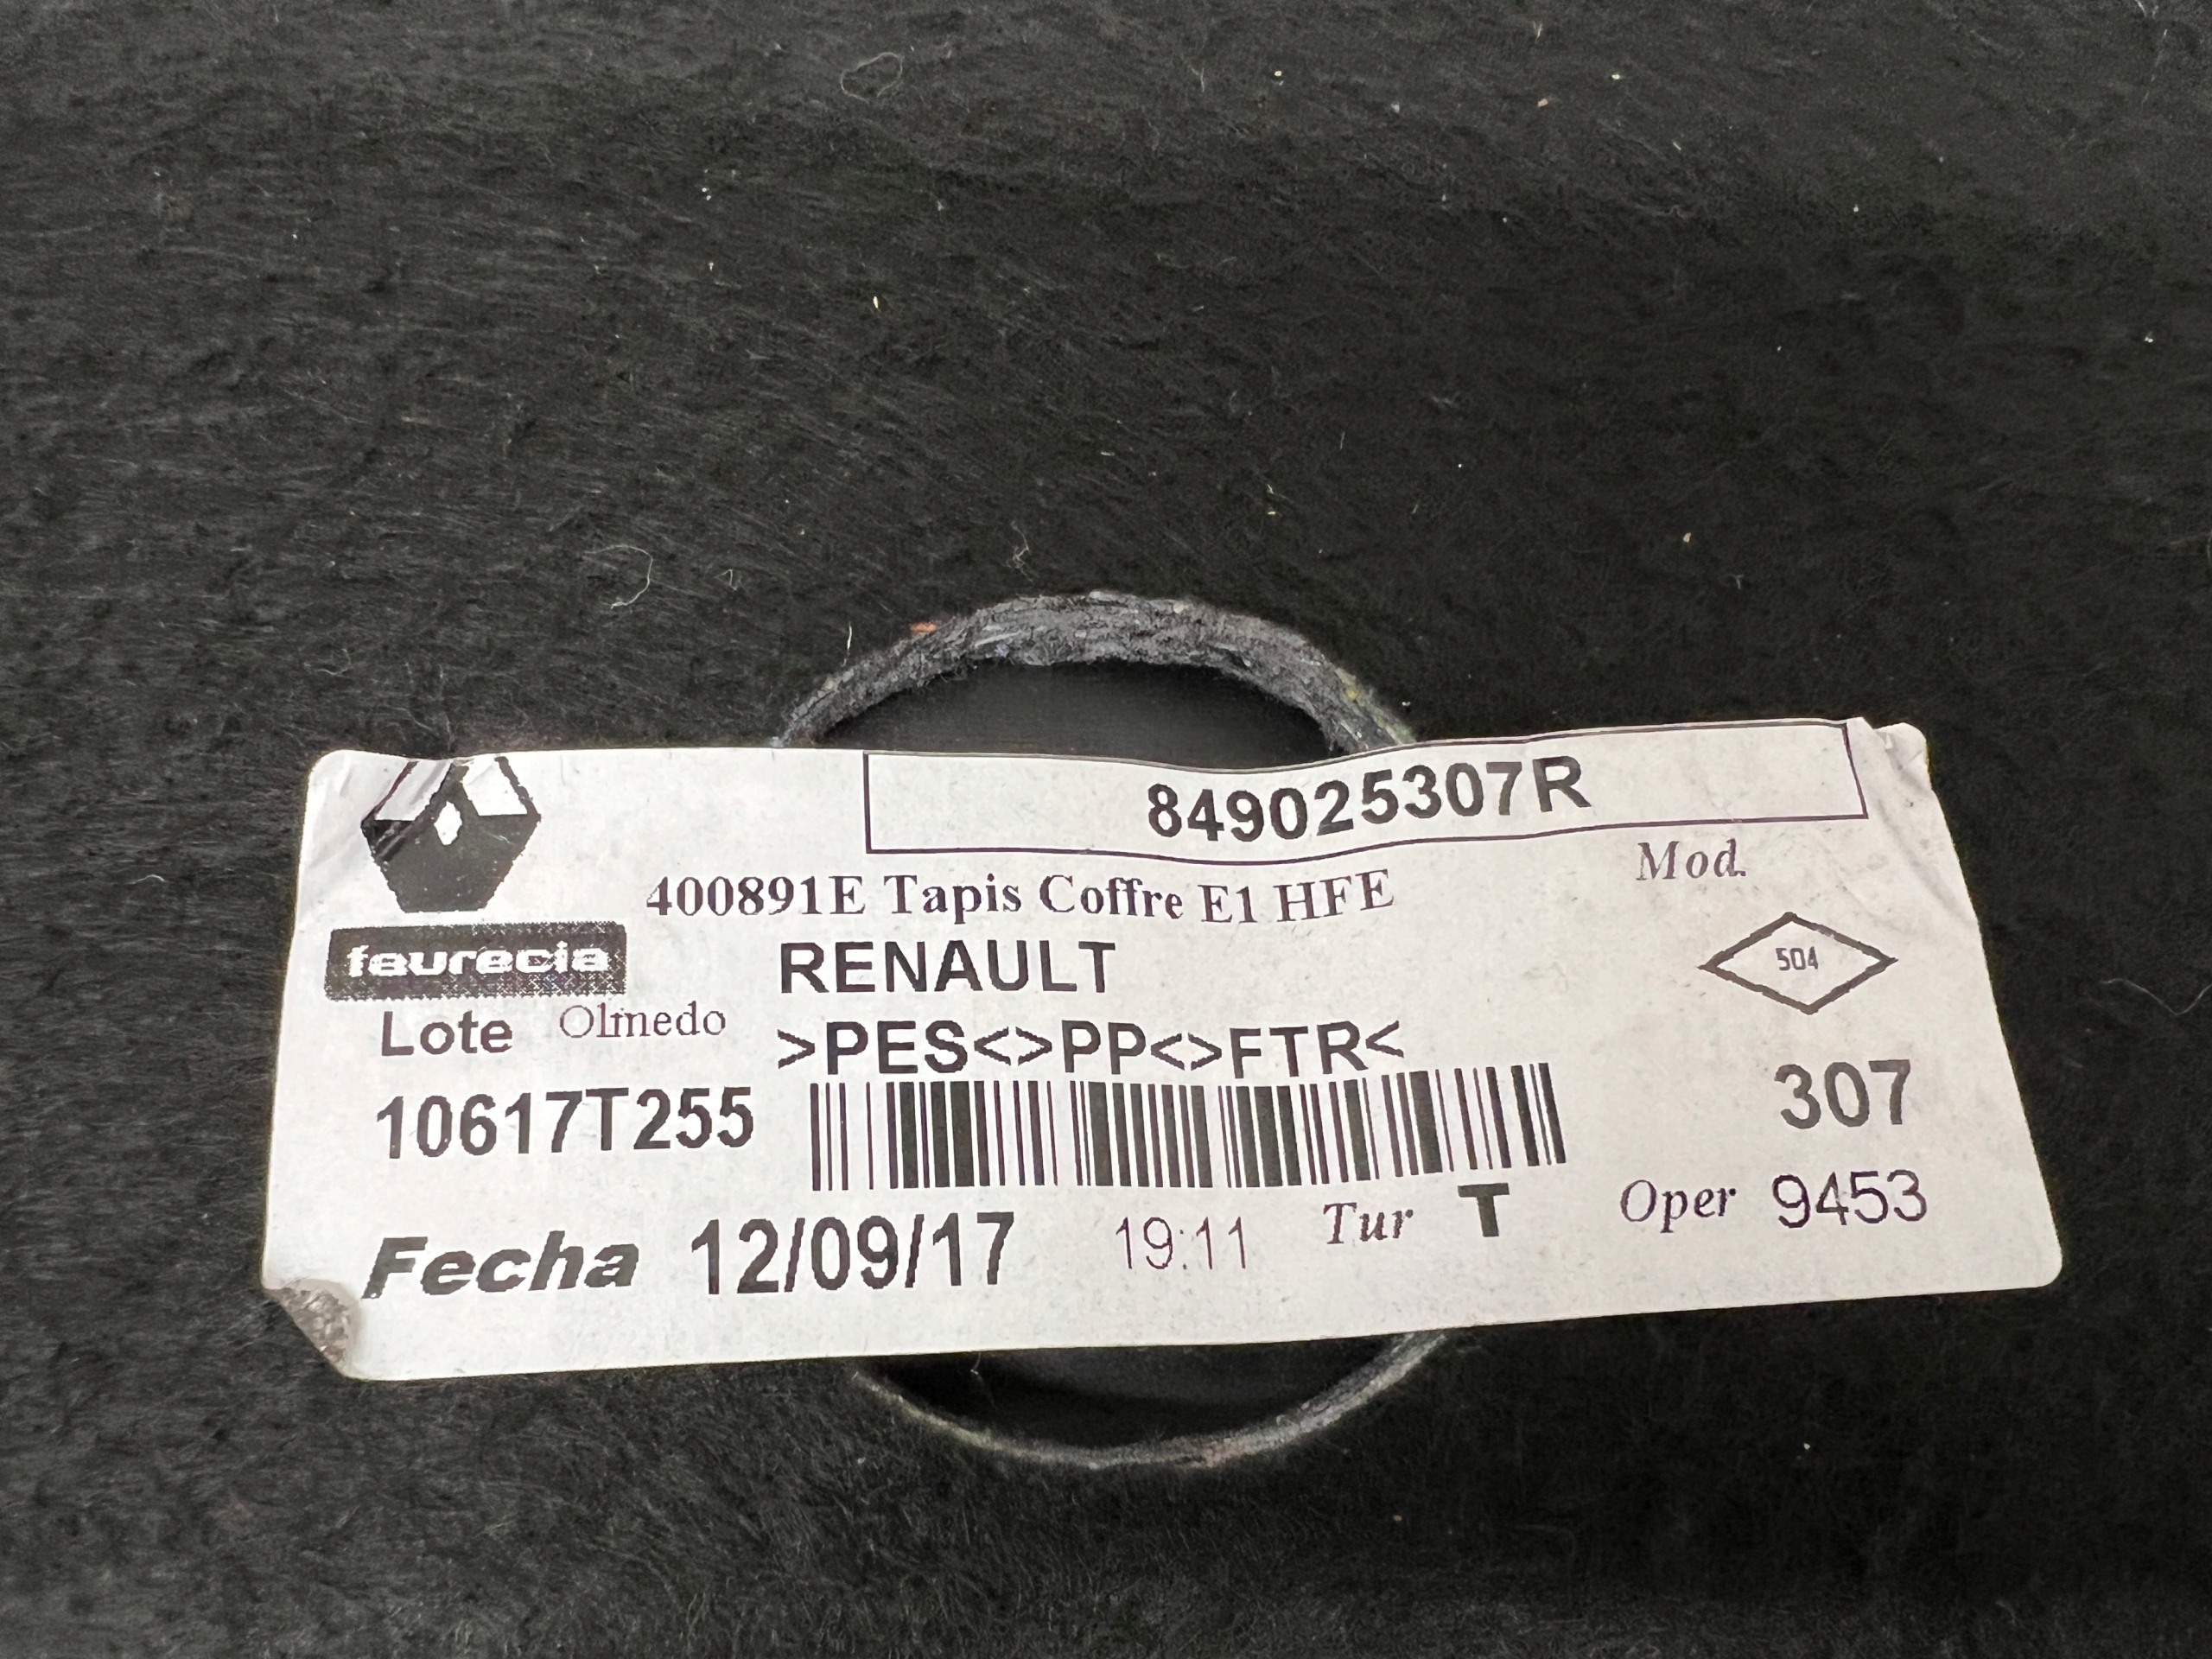 849025307R
400891E Tapis Coffre E1 HFE
Mod.
faurecia
RENAULT
504
Lote Olmedo
>PES<>PP<>FTR<
10617T255
307
Fecha 12/09/17 19:11 Tur T Oper 9453